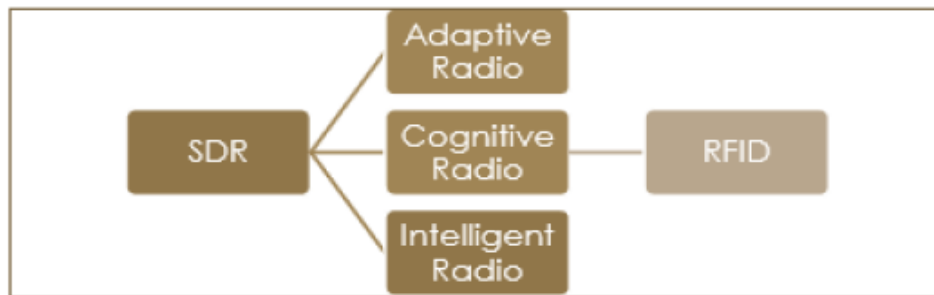 Adaptive
Radio
SDR
Cognitive
Radio
RFID
Intelligent
Radio